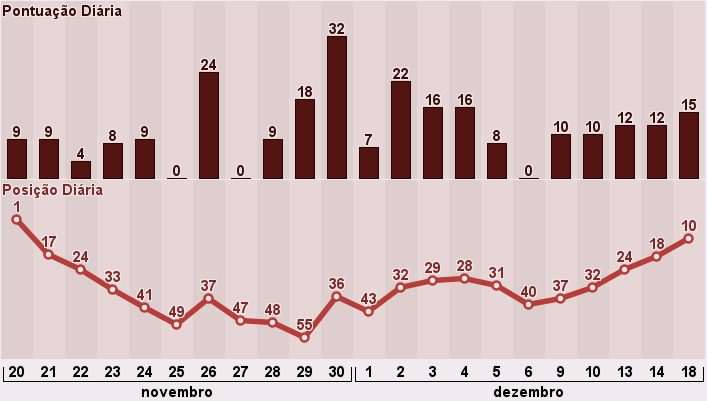 Pontuação Diária
9 9 4 8 9 0 24 0 9 18 32 7 22 16 16 8 0 10 10 12 12 15
Posição Diária
1 17 24 33 41 49 37 47 48 55 36 43 32 29 28 31 40 37 32 24 18 10
20 21 22 23 24 25 26 27 28 29 30 1 2 3 4 5 6 9 10 13 14 18
novembro dezembro